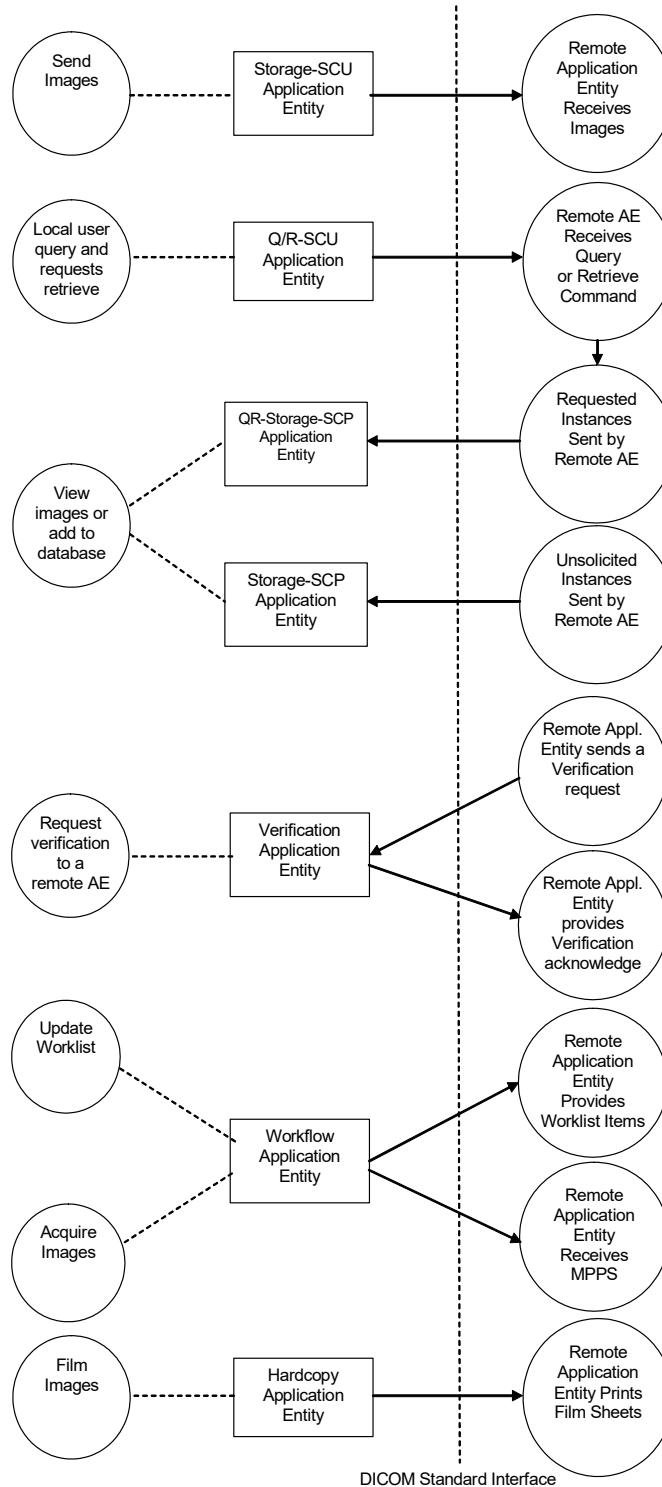 Send
Images
Storage-SCU
Application
Entity
Remote
Application
Entity
Receives
Images
Local user
query and
requests
retrieve
Q/R-SCU
Application
Entity
Remote AE
Receives
Query
or Retrieve
Command
QR-Storage-SCP
Application
Entity
Requested
Instances
Sent by
Remote AE
View
images or
add to
database
Storage-SCP
Application
Entity
Unsolicited
Instances
Sent by
Remote AE
Remote Appl.
Entity sends a
Verification
request
Request
verification
to a
remote AE
Verification
Application
Entity
Remote Appl.
Entity
provides
Verification
acknowledge
Update
Worklist
Remote
Application
Entity
Provides
Worklist Items
Workflow
Application
Entity
Acquire
Images
Remote
Application
Entity
Receives
MPPS
Film
Images
Hardcopy
Application
Entity
Remote
Application
Entity Prints
Film Sheets
DICOM Standard Interface